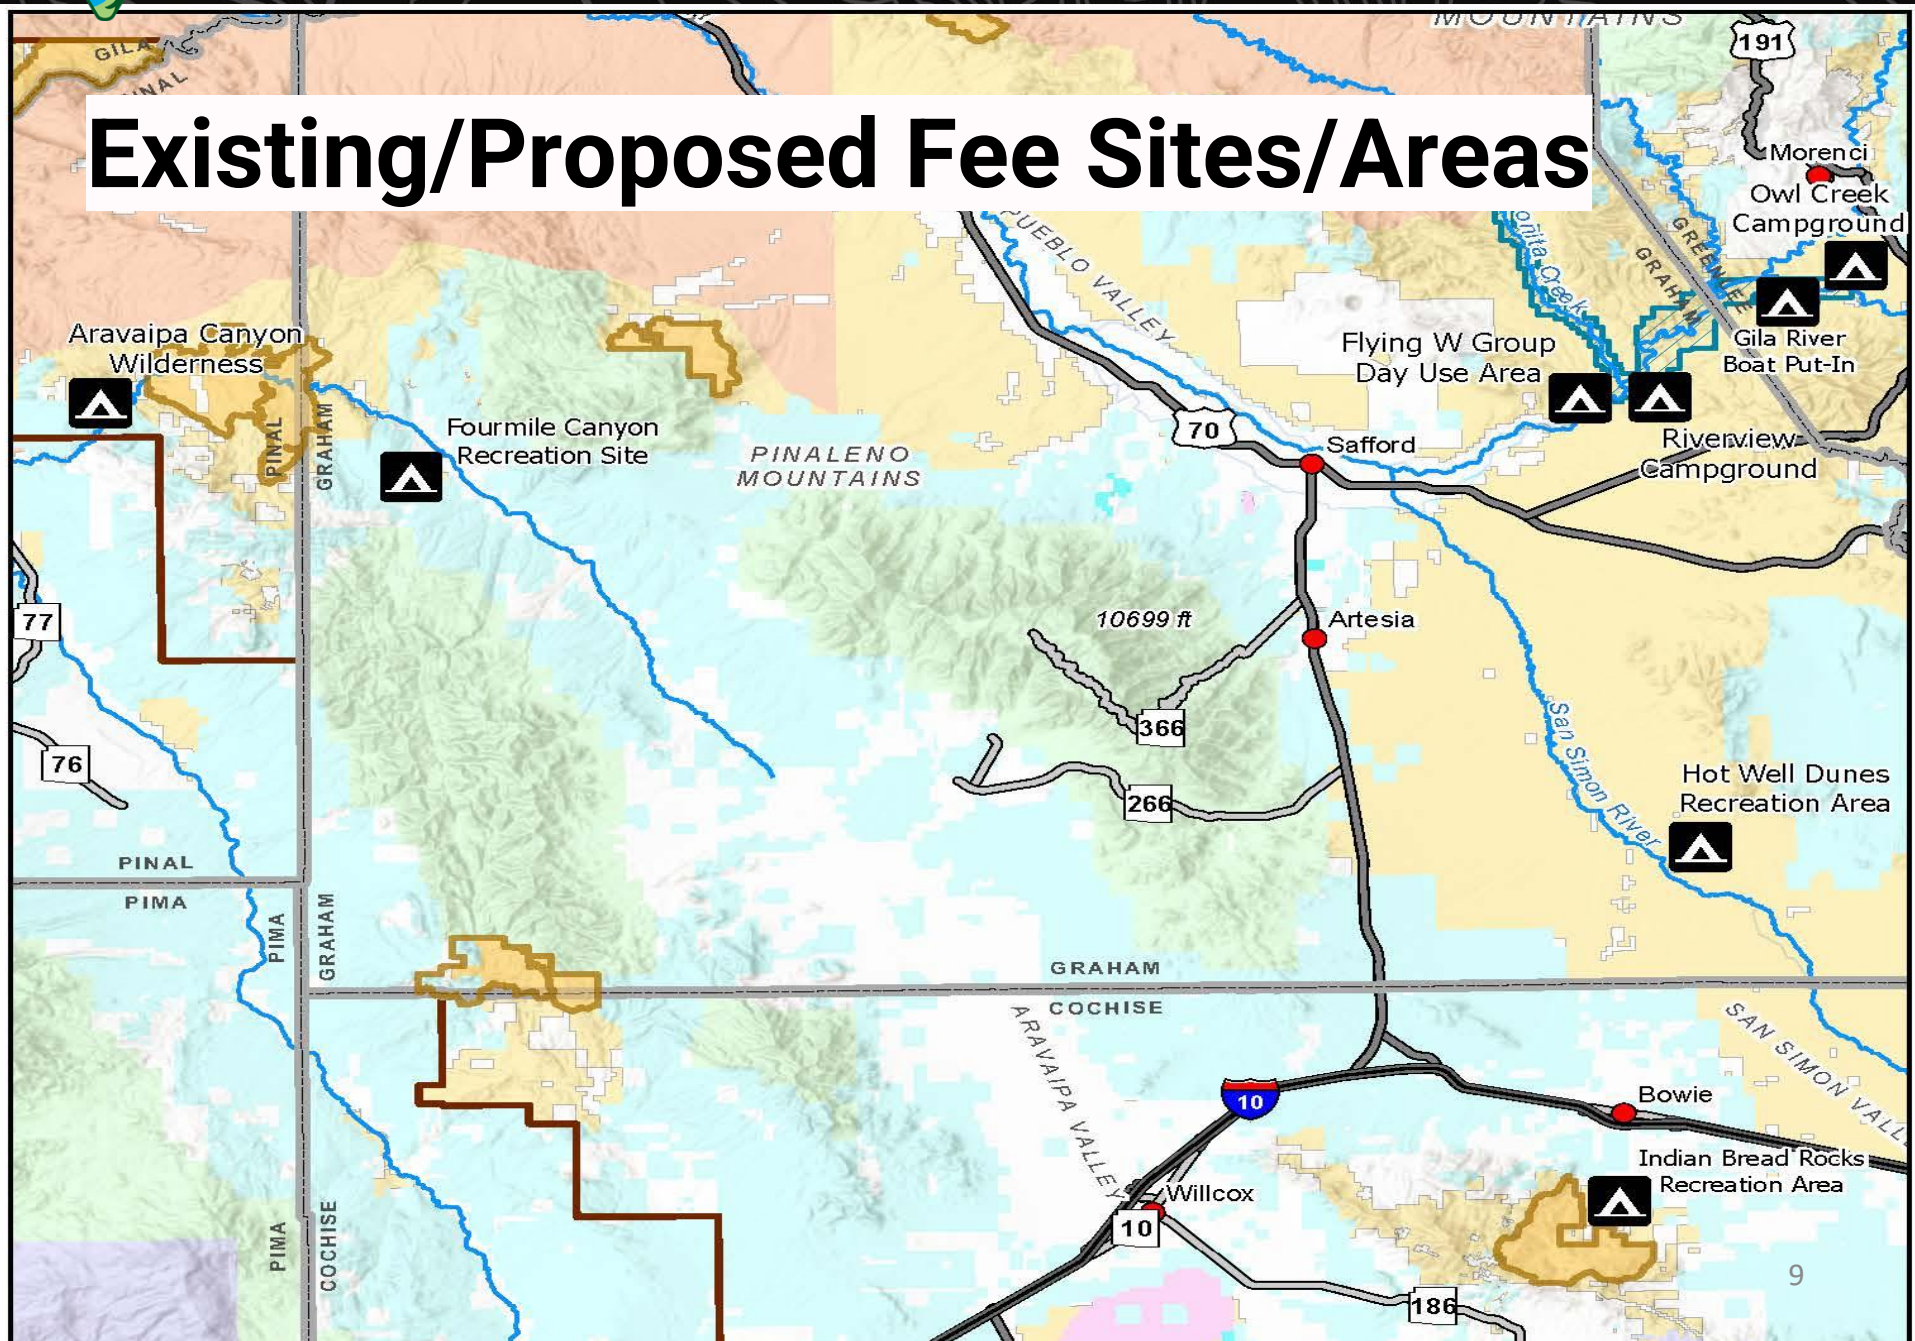 MOUNTAINS
191
GILA
PINAL
Existing/Proposed Fee Sites/Areas
Morenci
Owl Creek
Campground
PUEBLO VALLEY
Bonita Creek
GREENLEE
GRAHAM
Aravaipa Canyon
Wilderness
Flying W Group
Day Use Area
Gila River
Boat Put-In
Fourmile Canyon
Recreation Site
PINAL
GRAHAM
PINALENO
MOUNTAINS
70
Safford
Riverview
Campground
77
10699 ft
Artesia
366
76
266
San Simon River
Hot Well Dunes
Recreation Area
PINAL
PIMA
PIMA
GRAHAM
GRAHAM
COCHISE
ARAVAIPA VALLEY
SAN SIMON VALL
10
Bowie
Indian Bread Rocks
Recreation Area
Willcox
10
PIMA
COCHISE
186
9